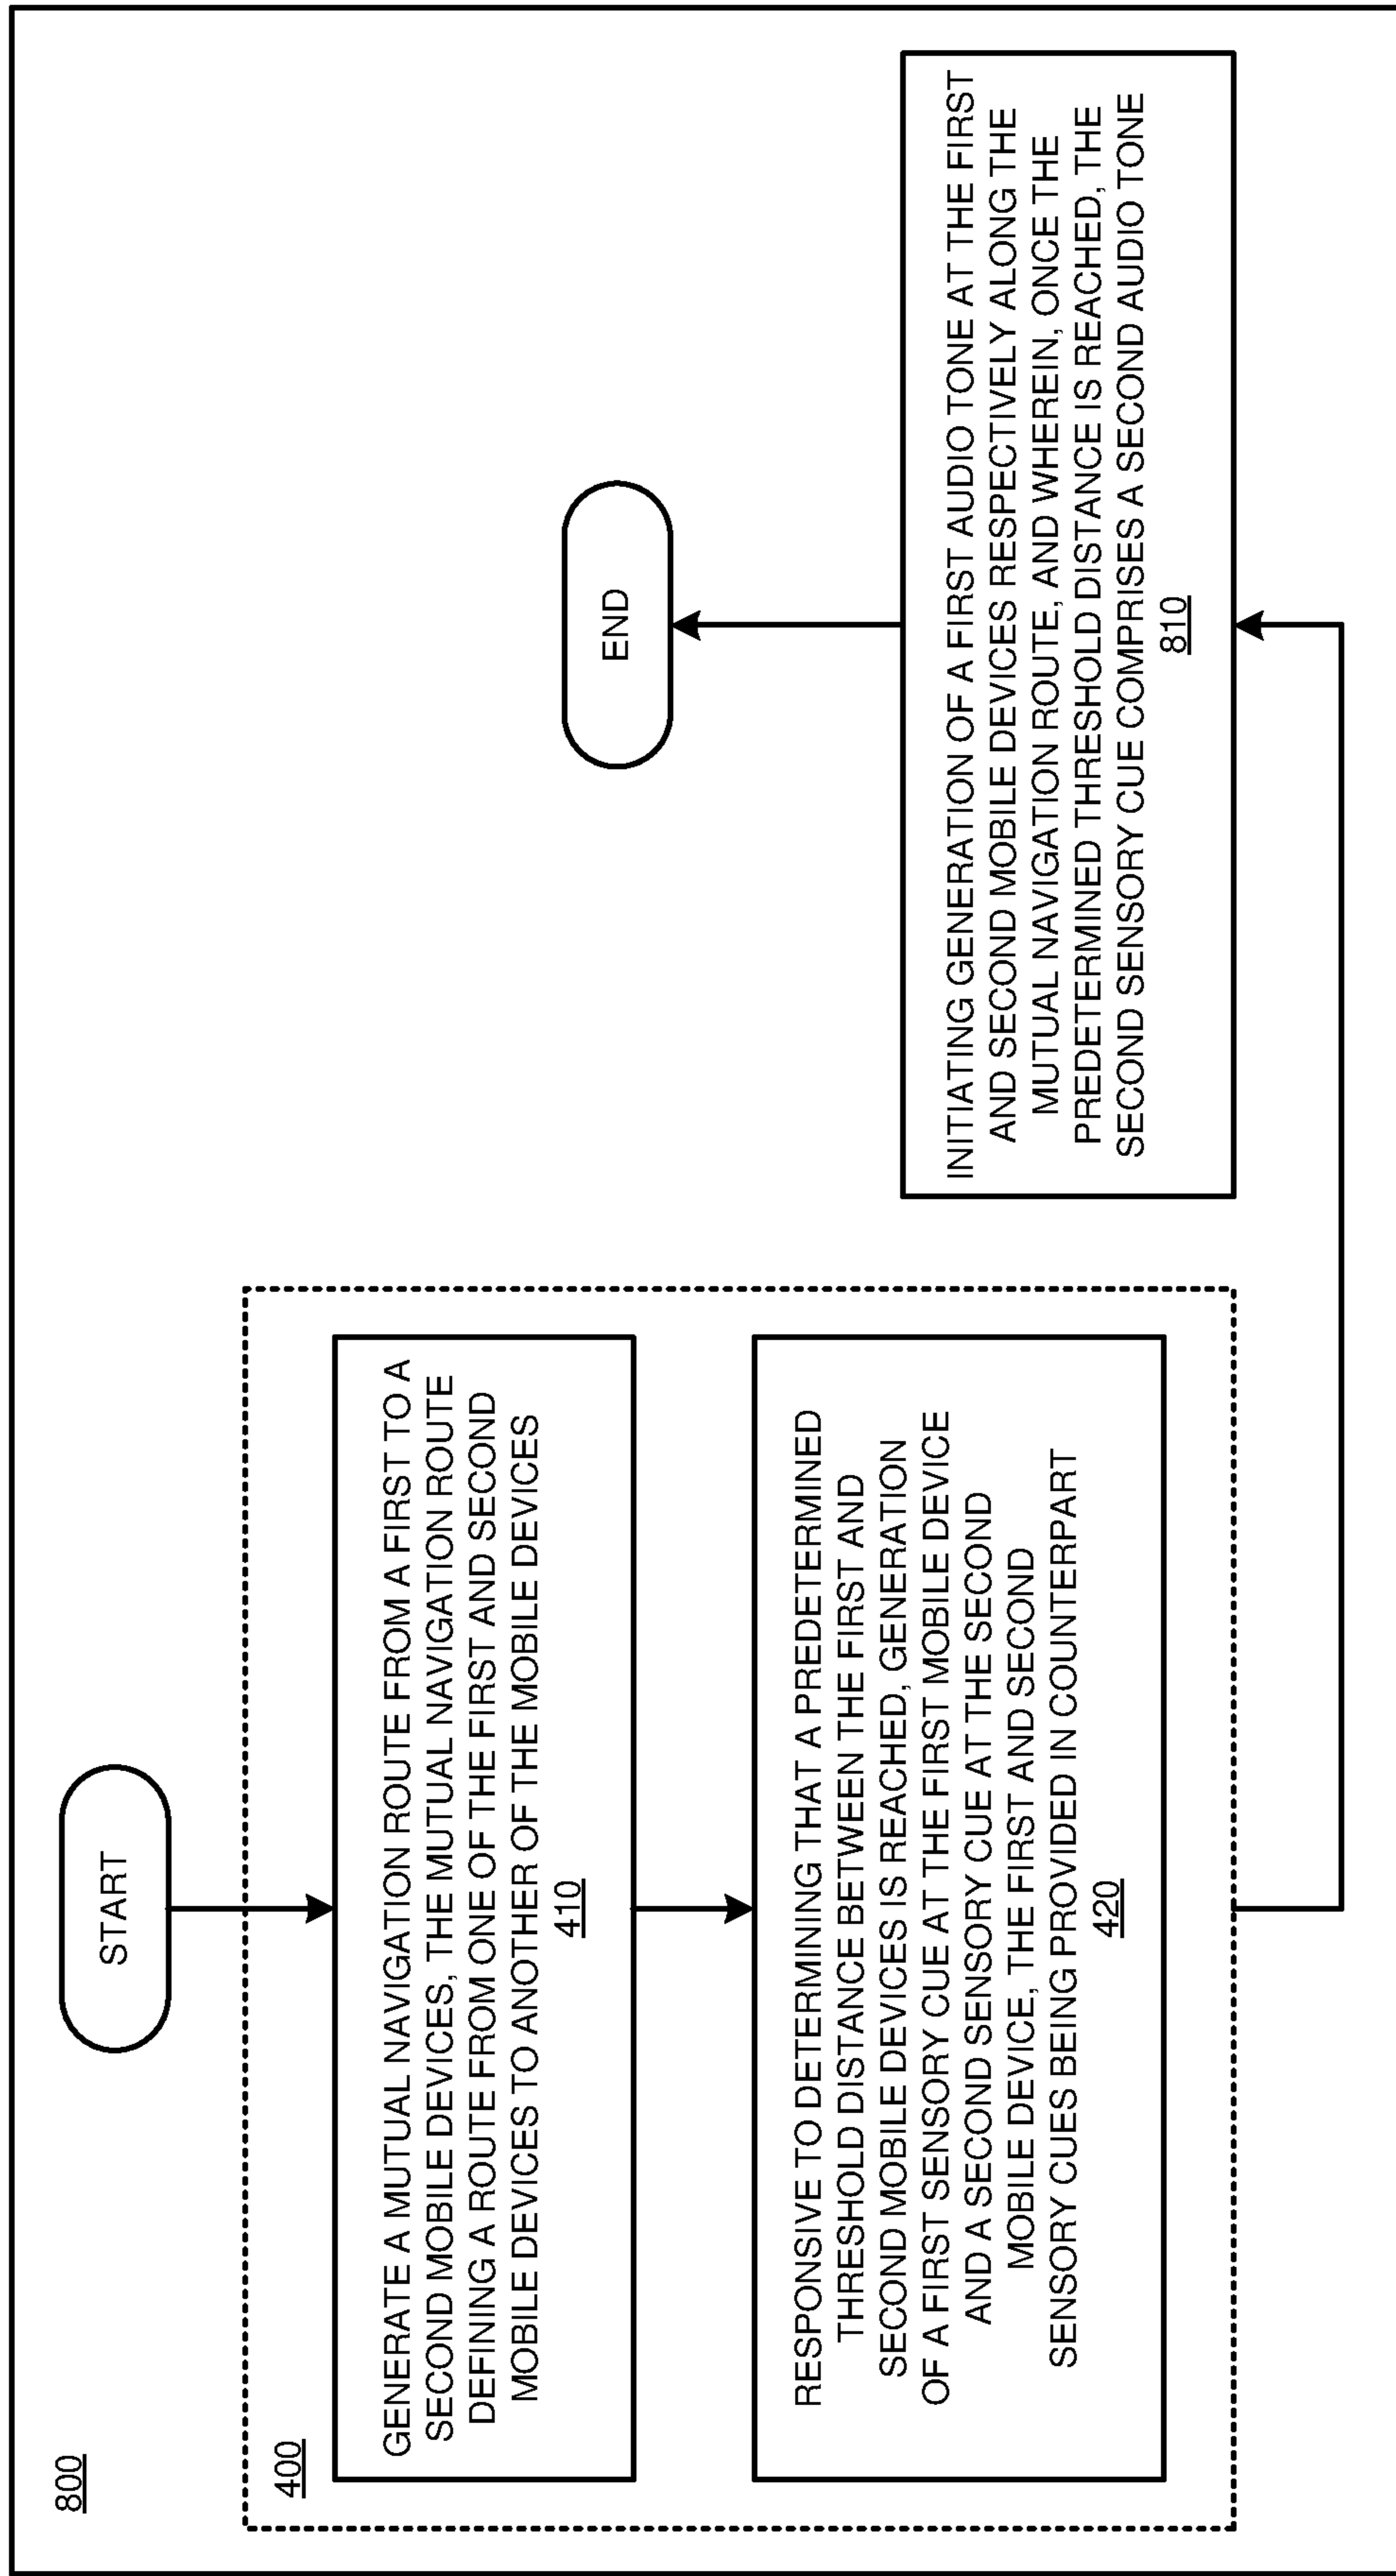 800
START
400
GENERATE A MUTUAL NAVIGATION ROUTE FROM A FIRST TO A
SECOND MOBILE DEVICES, THE MUTUAL NAVIGATION ROUTE
DEFINING A ROUTE FROM ONE OF THE FIRST AND SECOND
MOBILE DEVICES TO ANOTHER OF THE MOBILE DEVICES
410
RESPONSIVE TO DETERMINING THAT A PREDETERMINED
THRESHOLD DISTANCE BETWEEN THE FIRST AND
SECOND MOBILE DEVICES IS REACHED, GENERATION
OF A FIRST SENSORY CUE AT THE FIRST MOBILE DEVICE
AND A SECOND SENSORY CUE AT THE SECOND
MOBILE DEVICE, THE FIRST AND SECOND
SENSORY CUES BEING PROVIDED IN COUNTERPART
420
INITIATING GENERATION OF A FIRST AUDIO TONE AT THE FIRST
AND SECOND MOBILE DEVICES RESPECTIVELY ALONG THE
MUTUAL NAVIGATION ROUTE, AND WHEREIN, ONCE THE
PREDETERMINED THRESHOLD DISTANCE IS REACHED, THE
SECOND SENSORY CUE COMPRISES A SECOND AUDIO TONE
810
END